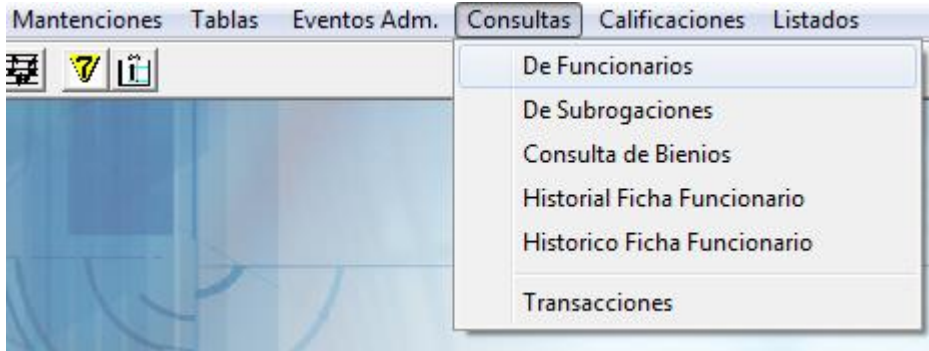 Mantenciones Tablas Eventos Adm. Consultas Calificaciones Listados
De Funcionarios
De Subrogaciones
Consulta de Bienios
Historial Ficha Funcionario
Historico Ficha Funcionario
Transacciones